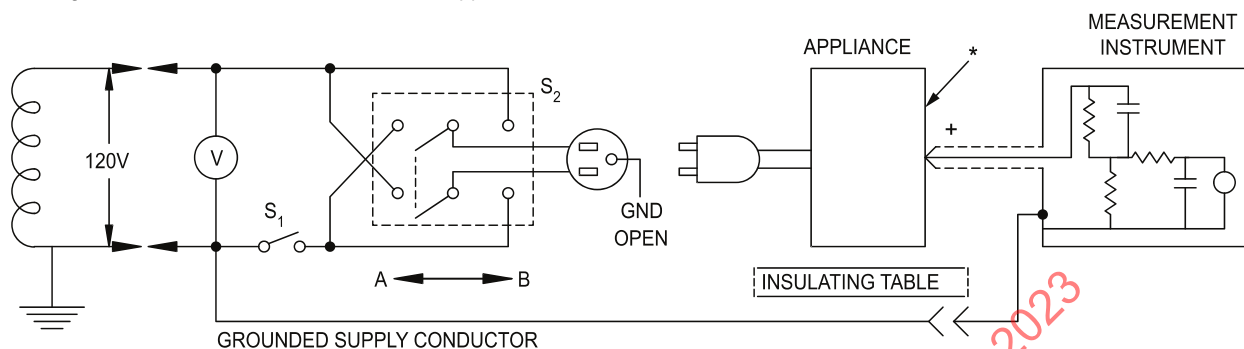 MEASUREMENT
INSTRUMENT
APPLIANCE
*
S2
+
120V
V
S1
GND
OPEN
A
B
INSULATING TABLE
2023
GROUNDED SUPPLY CONDUCTOR